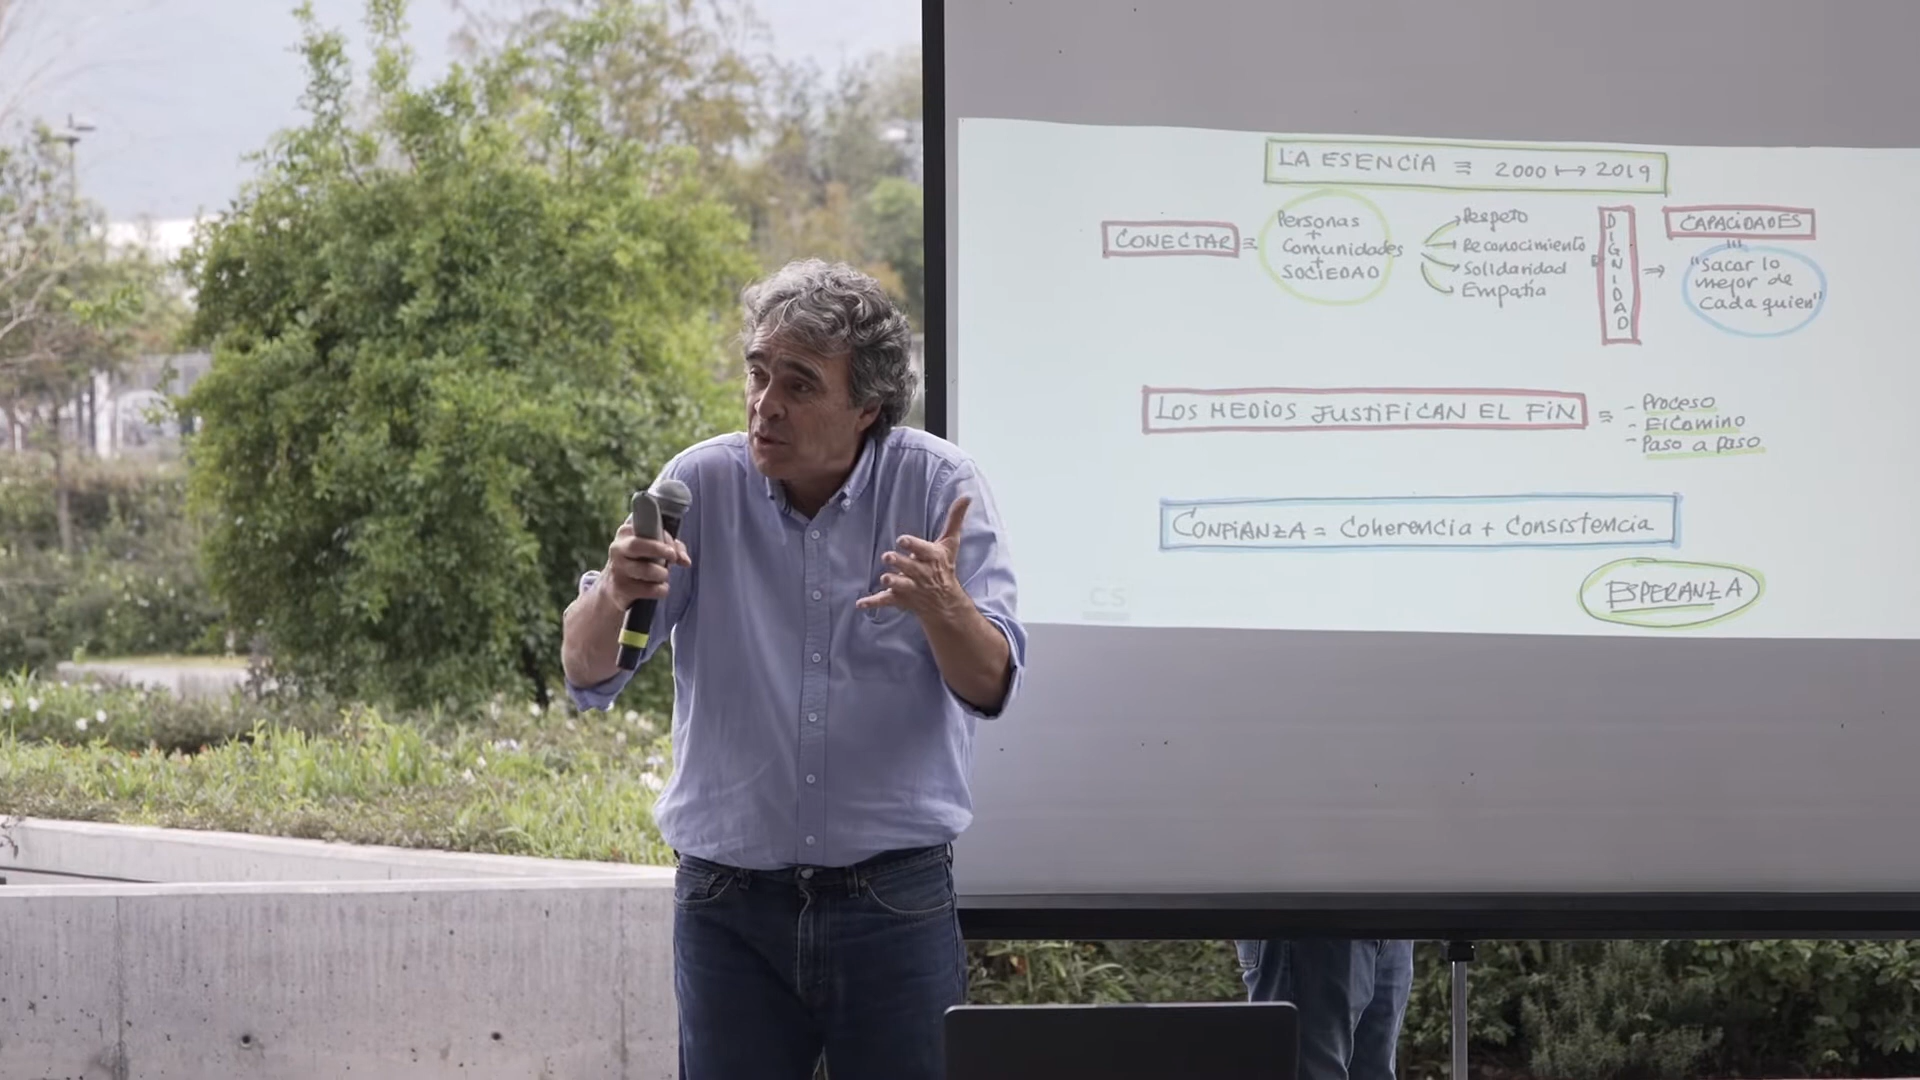 LA ESENCIA ≡ 2000 ↦ 2019
CONECTAR ≡ Personas + Comunidades + SOCIEDAD
Respeto
Reconocimiento
Solidaridad
Empatía
DIGNIDAD ⇒
CAPACIDADES
"Sacar lo
mejor de
cada quien"
LOS MEDIOS JUSTIFICAN EL FIN ≡
- Proceso
- El Camino
- Paso a paso
CONFIANZA = Coherencia + Consistencia
ESPERANZA
CS